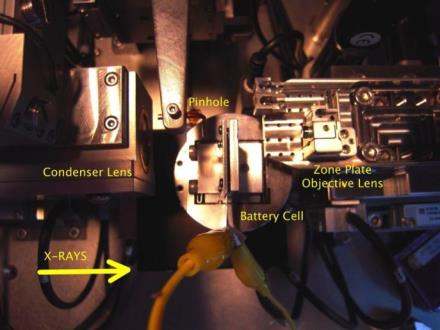 Pinhole
Condenser Lens
Zone Plate
Objective Lens
Battery Cell
X-RAYS